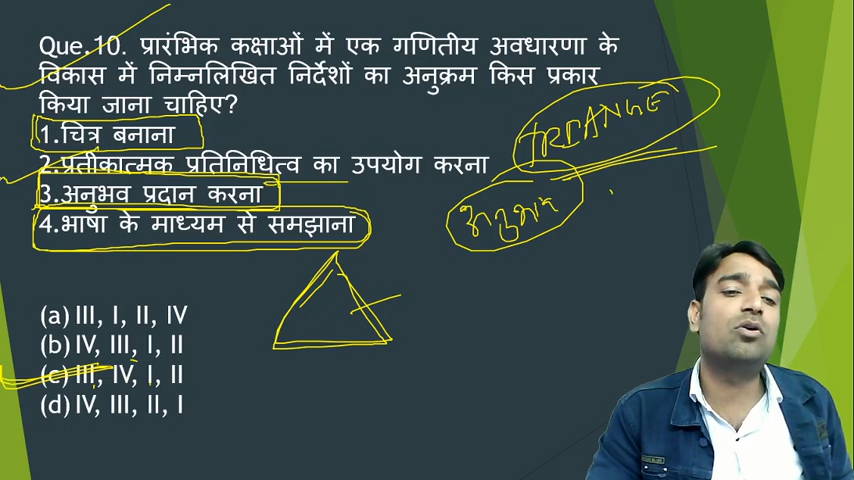 Que.10. प्रारंभिक कक्षाओं में एक गणितीय अवधारणा के
विकास में निम्नलिखित निर्देशों का अनुक्रम किस प्रकार
किया जाना चाहिए?
1.चित्र बनाना
2.प्रतीकात्मक प्रतिनिधित्व का उपयोग करना
3.अनुभव प्रदान करना
4.भाषा के माध्यम से समझाना
(a) III, I, II, IV
(b) IV, III, I, II
(c) III, IV, I, II
(d) IV, III, II, I
अनुभव